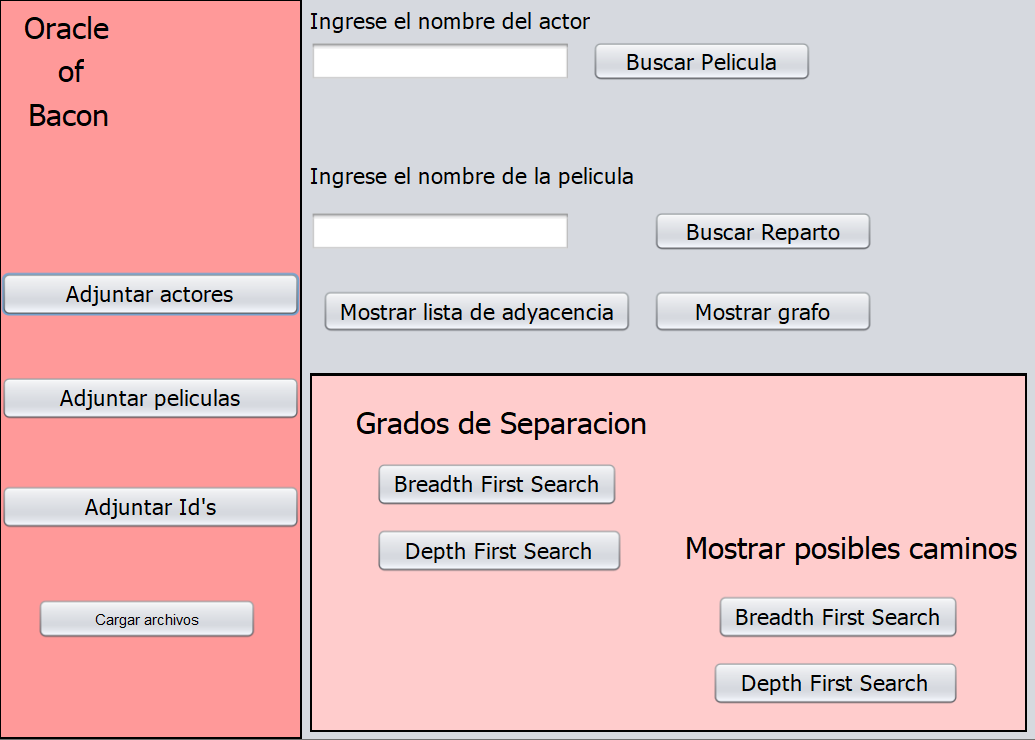 Oracle
of
Bacon
Adjuntar actores
Adjuntar peliculas
Adjuntar Id's
Cargar archivos
Ingrese el nombre del actor
Buscar Pelicula
Ingrese el nombre de la pelicula
Buscar Reparto
Mostrar lista de adyacencia
Mostrar grafo
Grados de Separacion
Breadth First Search
Depth First Search
Mostrar posibles caminos
Breadth First Search
Depth First Search